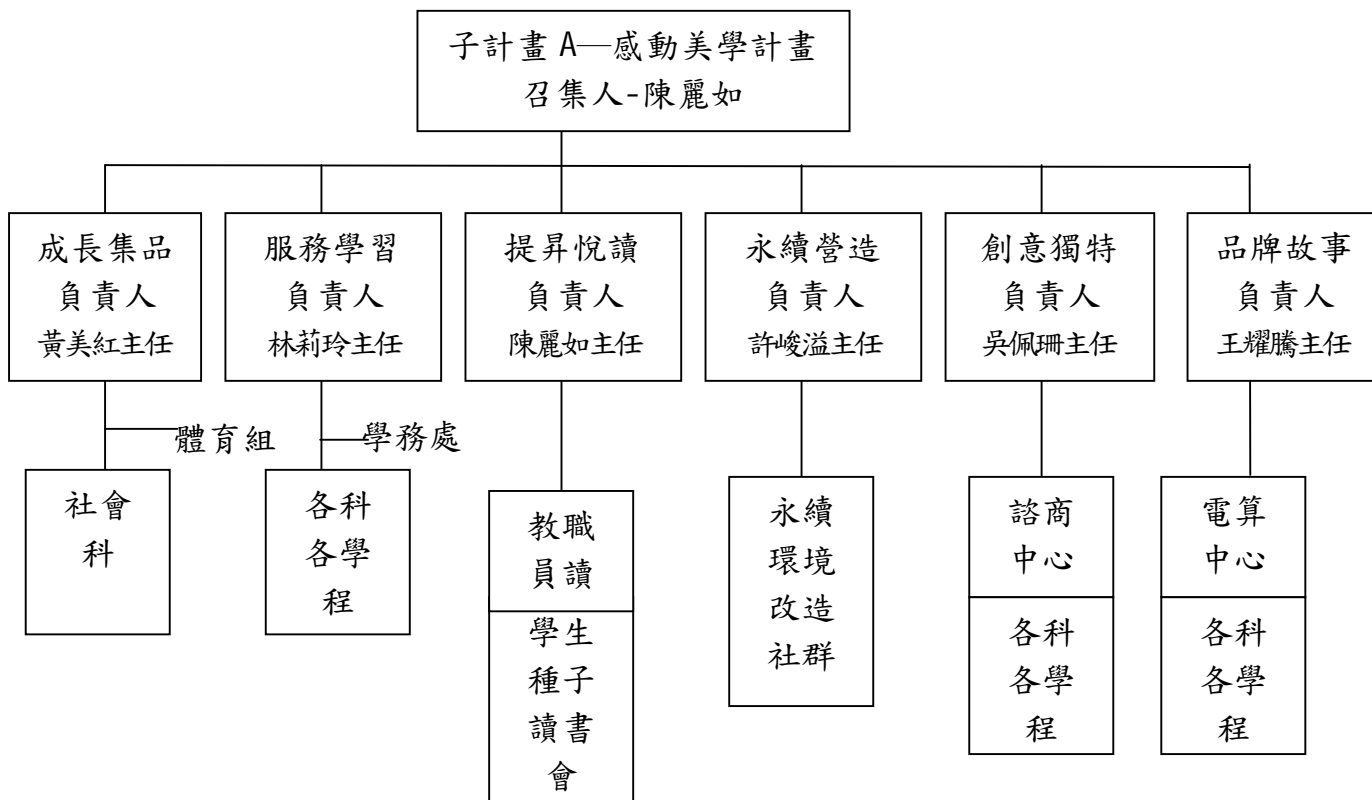 子計畫 A—感動美學計畫
召集人-陳麗如
成長集品
負責人
黃美紅主任
服務學習
負責人
林莉玲主任
提昇悅讀
負責人
陳麗如主任
永續營造
負責人
許峻溢主任
創意獨特
負責人
吳佩珊主任
品牌故事
負責人
王耀騰主任
體育組
學務處
社會
科
各科
各學
程
教職
員讀
學生
種子
讀書
會
永續
環境
改造
社群
諮商
中心
各科
各學
程
電算
中心
各科
各學
程